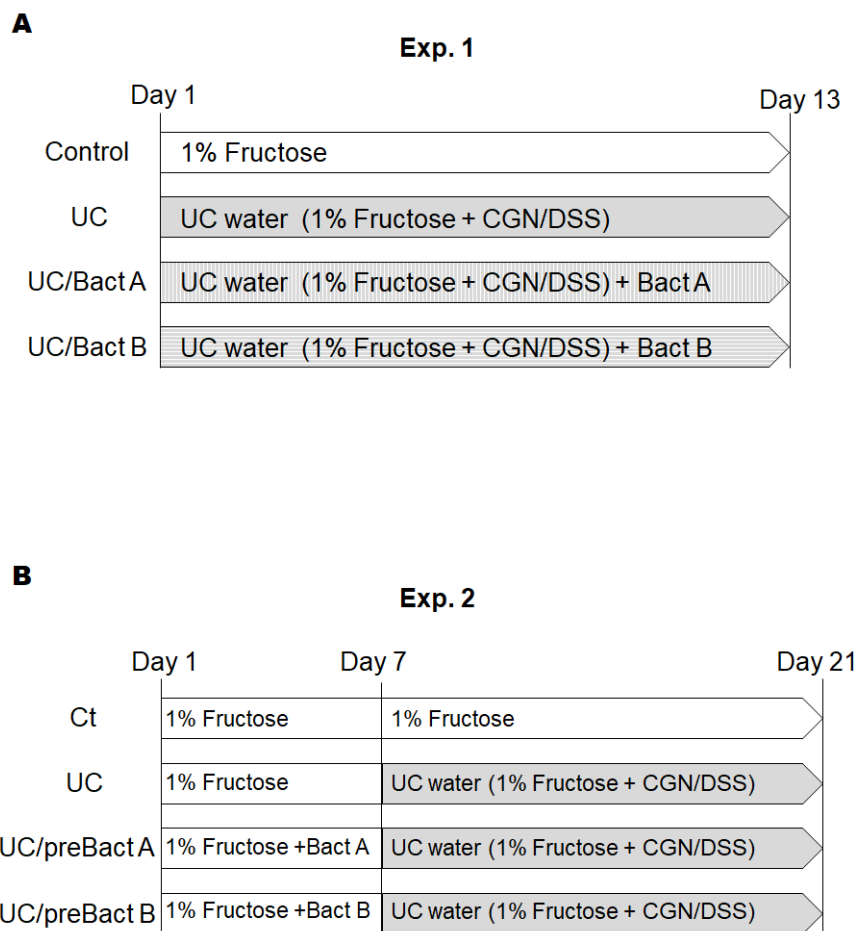 A
Exp. 1
Day 1
Day 13
Control
1% Fructose
UC
UC water (1% Fructose + CGN/DSS)
UC/Bact A
UC water (1% Fructose + CGN/DSS) + Bact A
UC/Bact B
UC water (1% Fructose + CGN/DSS) + Bact B
B
Exp. 2
Day 1
Day 7
Day 21
Ct
1% Fructose
1% Fructose
UC
1% Fructose
UC water (1% Fructose + CGN/DSS)
UC/preBact A
1% Fructose +Bact A
UC water (1% Fructose + CGN/DSS)
UC/preBact B
1% Fructose +Bact B
UC water (1% Fructose + CGN/DSS)